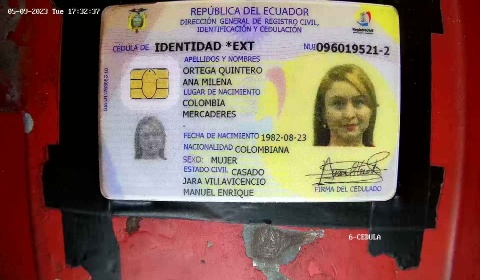 05-09-2023 Tue 17:32:37
REPÚBLICA DEL ECUADOR
DIRECCIÓN GENERAL DE REGISTRO CIVIL,
IDENTIFICACIÓN Y CEDULACIÓN
CÉDULA DE IDENTIDAD *EXT NUI 096019521-2
APELLIDOS Y NOMBRES
ORTEGA QUINTERO
ANA MILENA
LUGAR DE NACIMIENTO
COLOMBIA
MERCADERES
FECHA DE NACIMIENTO 1982-08-23
NACIONALIDAD COLOMBIANA
SEXO: MUJER
ESTADO CIVIL CASADO
JARA VILLAVICENCIO
MANUEL ENRIQUE
FIRMA DEL CEDULADO
6-CEDULA